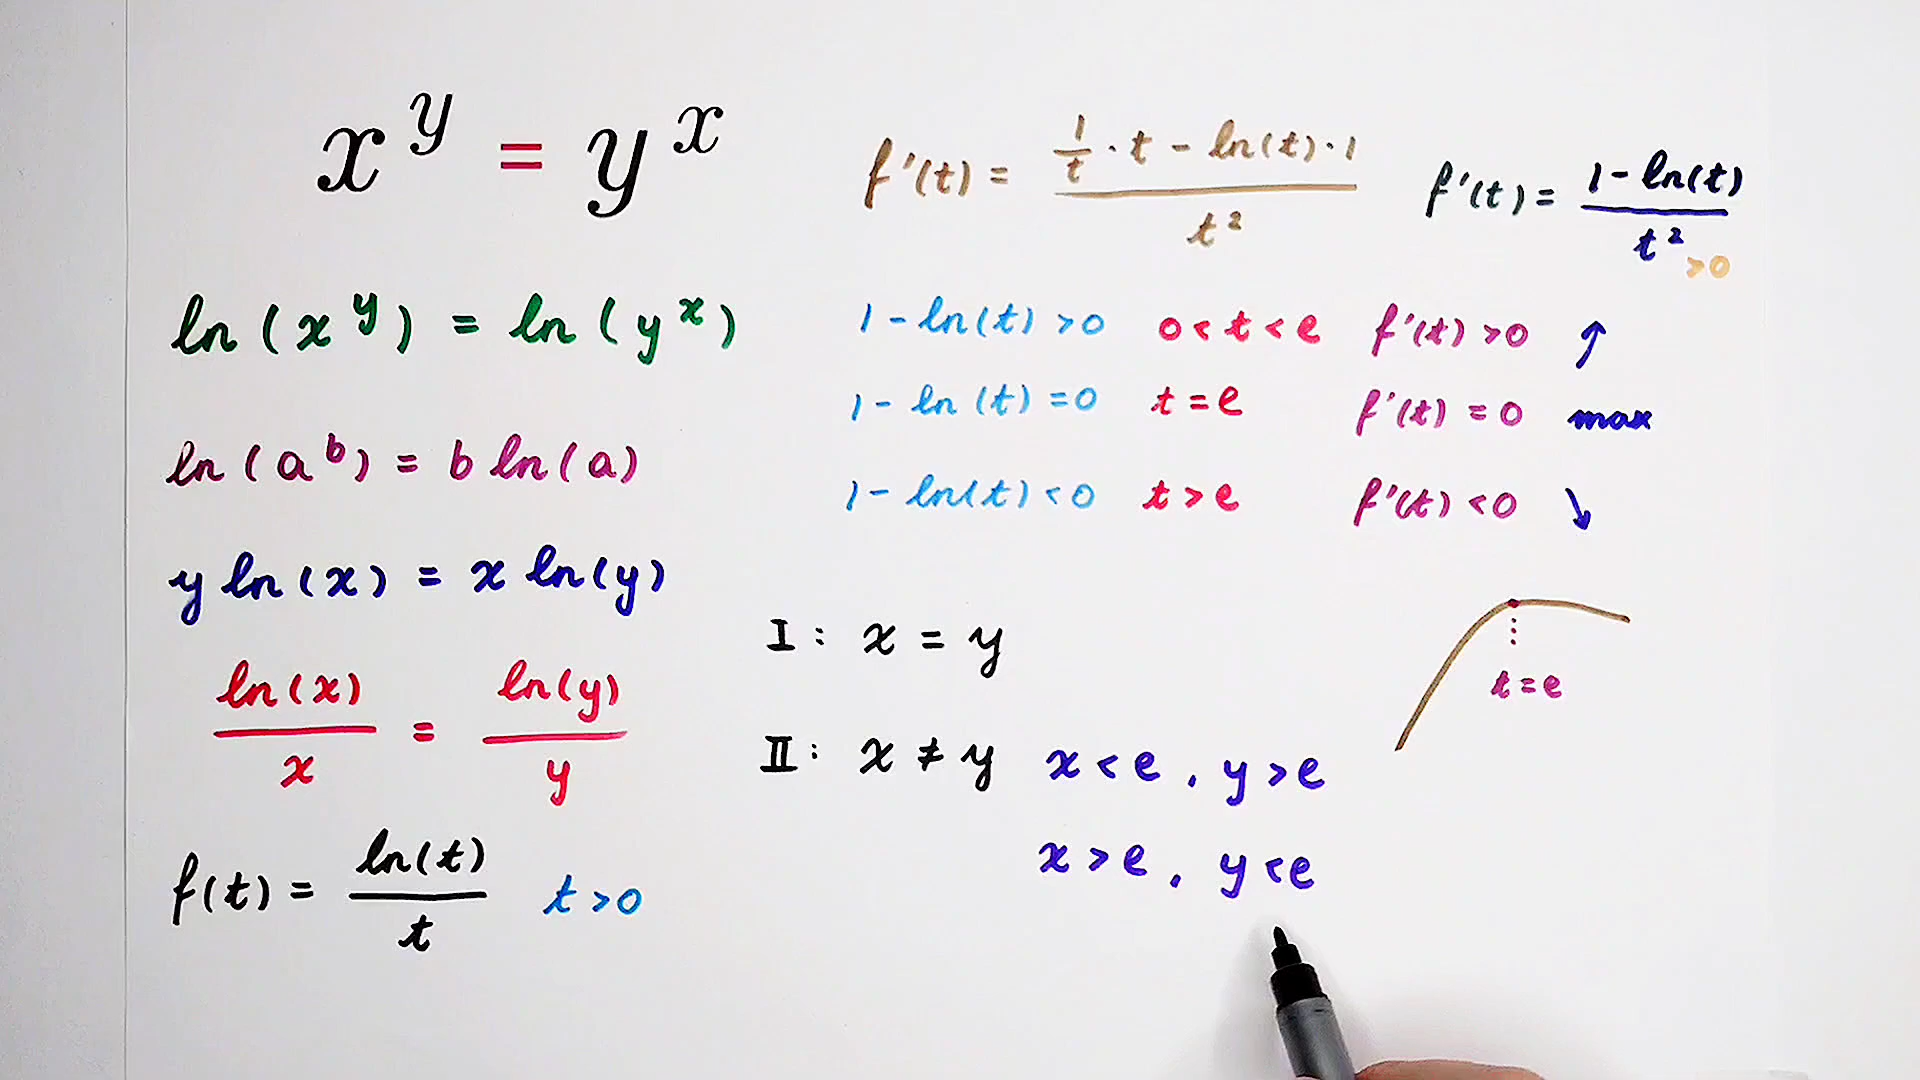 x^y = y^x
ln(x^y) = ln(y^x)
ln(a^b) = b ln(a)
y ln(x) = x ln(y)
ln(x)/x = ln(y)/y
f(t) = ln(t)/t t>0
f'(t) = (1/t · t - ln(t) · 1)/t² f'(t) = (1 - ln(t))/t² >0
1 - ln(t) >0 0<t<e f'(t) >0 ↑
1 - ln(t) =0 t=e f'(t) =0 max
1 - ln(t) <0 t>e f'(t) <0 ↘
t=e
I: x = y
II: x ≠ y x<e, y>e
x>e, y<e